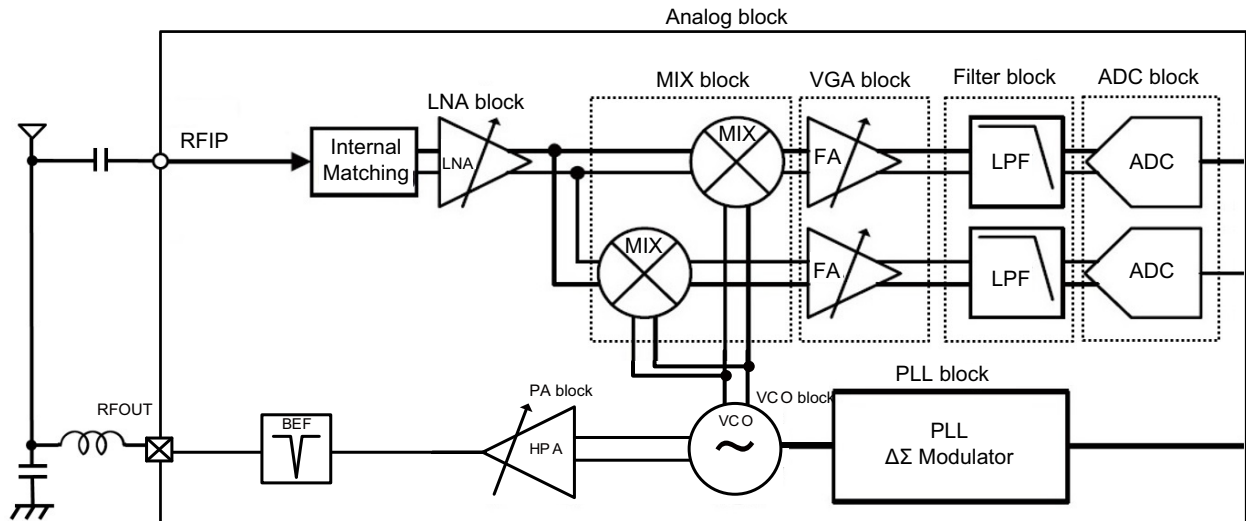 Analog block
MIX block
VGA block
Filter block
ADC block
LNA block
RFIP
Internal
Matching
LNA
MIX
FA
LPF
ADC
MIX
FA
LPF
ADC
PLL block
PA block
VCO block
RFOUT
BEF
HPA
VCO
PLL
ΔΣ Modulator